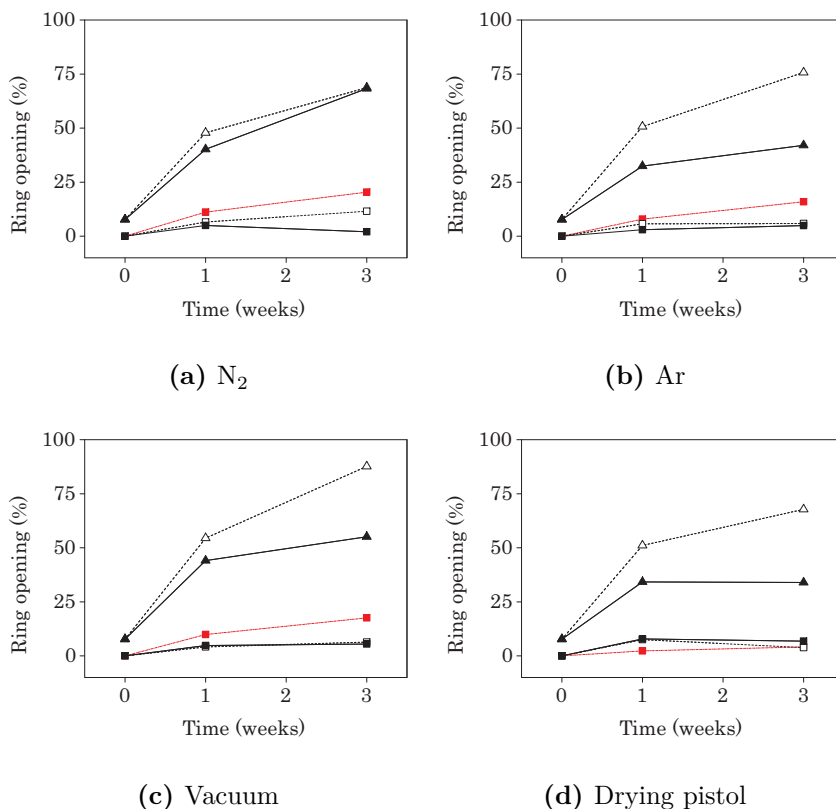 100
75
50
25
0
Ring opening (%)
0 1 2 3
Time (weeks)
(a) N₂
100
75
50
25
0
Ring opening (%)
0 1 2 3
Time (weeks)
(b) Ar
100
75
50
25
0
Ring opening (%)
0 1 2 3
Time (weeks)
(c) Vacuum
100
75
50
25
0
Ring opening (%)
0 1 2 3
Time (weeks)
(d) Drying pistol